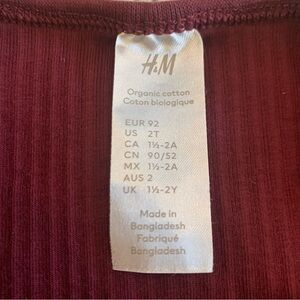 H&M
Organic cotton
Coton biologique
EUR 92
US 2T
CA 1½-2A
CN 90/52
MX 1½-2A
AUS 2
UK 1½-2Y
Made in
Bangladesh
Fabriqué
Bangladesh